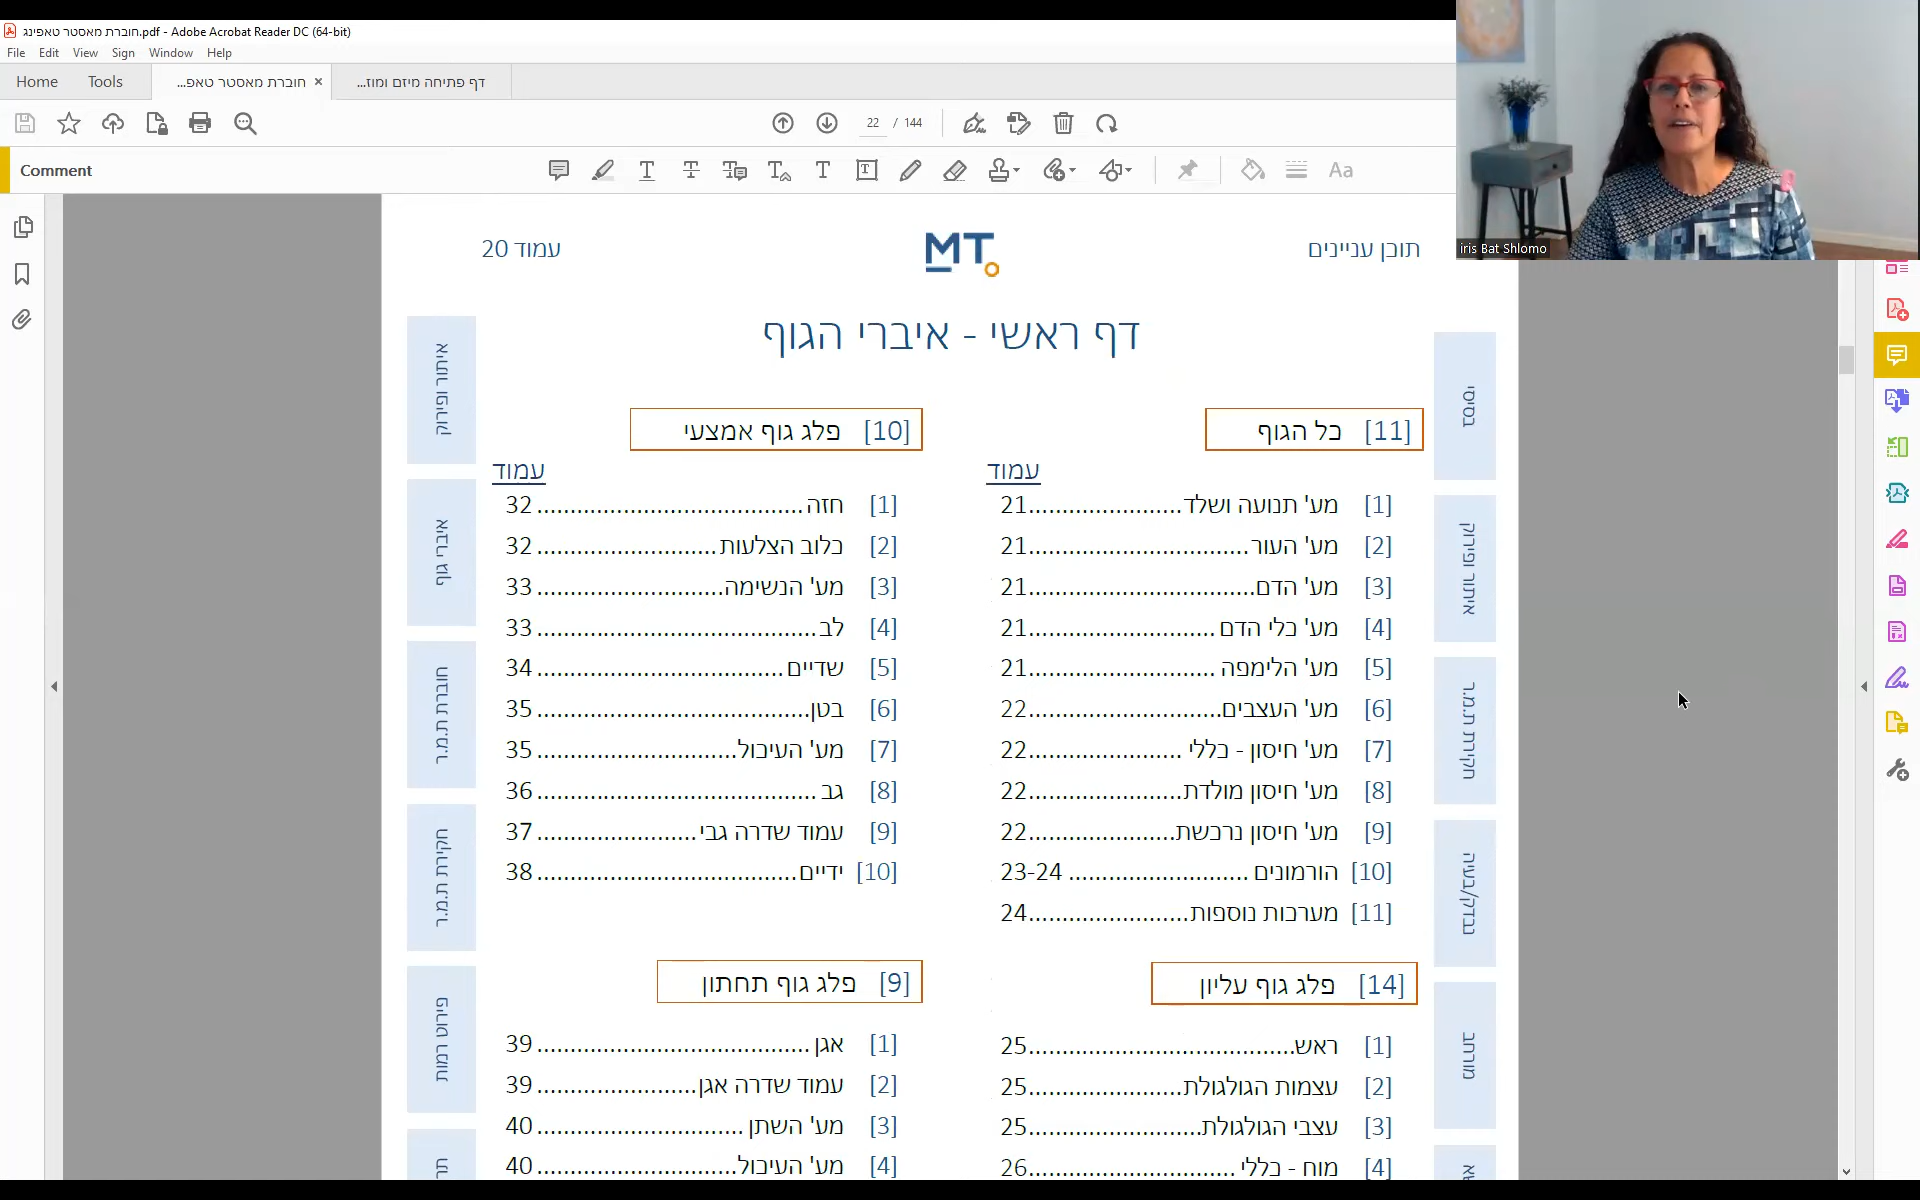 חוברת מאסטר טאפינג.pdf - Adobe Acrobat Reader DC (64-bit)
File Edit View Sign Window Help
Home Tools חוברת מאסטר טאפ... × דף פתיחה מיזם ומוז...
22 / 144
Comment
Aa
iris Bat Shlomo
תוכן עניינים
MT
עמוד 20
דף ראשי - איברי הגוף
[11] כל הגוף
עמוד
[1] מע' תנועה ושלד......................21
[2] מע' העור................................21
[3] מע' הדם.................................21
[4] מע' כלי הדם...........................21
[5] מע' הלימפה...........................21
[6] מע' העצבים............................22
[7] מע' חיסון - כללי......................22
[8] מע' חיסון מולדת......................22
[9] מע' חיסון נרכשת.....................22
[10] הורמונים..........................23-24
[11] מערכות נוספות.......................24
[14] פלג גוף עליון
[1] ראש.......................................25
[2] עצמות הגולגולת......................25
[3] עצבי הגולגולת.........................25
[4] מוח - כללי..............................26
[10] פלג גוף אמצעי
עמוד
[1] חזה......................................32
[2] כלוב הצלעות..........................32
[3] מע' הנשימה...........................33
[4] לב........................................33
[5] שדיים....................................34
[6] בטן.......................................35
[7] מע' העיכול.............................35
[8] גב........................................36
[9] עמוד שדרה גבי.......................37
[10] ידיים.....................................38
[9] פלג גוף תחתון
[1] אגן.......................................39
[2] עמוד שדרה אגן.......................39
[3] מע' השתן..............................40
[4] מע' העיכול.............................40
בסיסי
איתור ופירוק
חקירת ת.מ.ר
נבדק/בעיה
מורחב
איתור ופירוק
איברי גוף
חוברת ת.מ.ר
חקירת ת.מ.ר
פירוט רמות